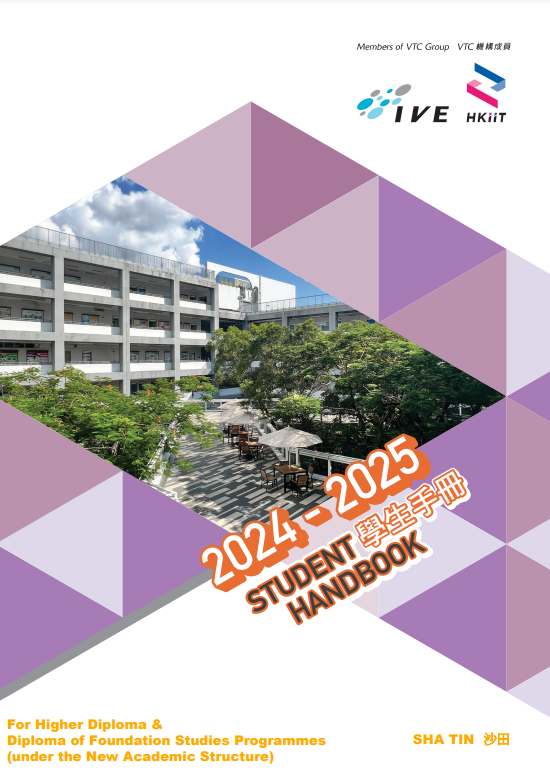 Members of VTC Group VTC 機構成員
IVE
HKiiT
2024 - 2025
STUDENT 學生手冊
HANDBOOK
For Higher Diploma &
Diploma of Foundation Studies Programmes
(under the New Academic Structure)
SHA TIN 沙田